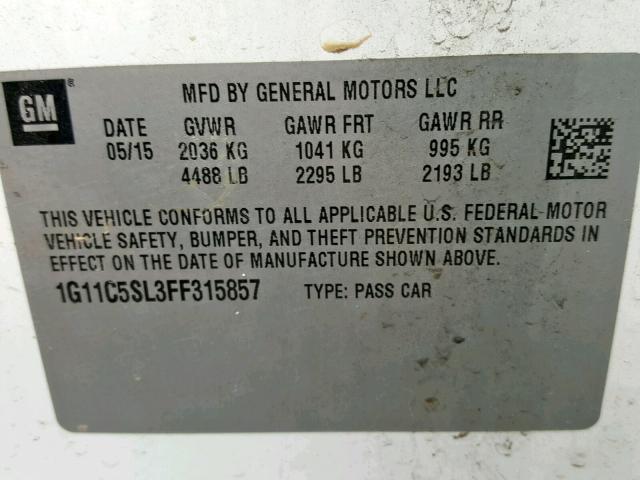 GM ®
MFD BY GENERAL MOTORS LLC
DATE GVWR GAWR FRT GAWR RR
05/15 2036 KG 1041 KG 995 KG
4488 LB 2295 LB 2193 LB
THIS VEHICLE CONFORMS TO ALL APPLICABLE U.S. FEDERAL MOTOR
VEHICLE SAFETY, BUMPER, AND THEFT PREVENTION STANDARDS IN
EFFECT ON THE DATE OF MANUFACTURE SHOWN ABOVE.
1G11C5SL3FF315857 TYPE: PASS CAR